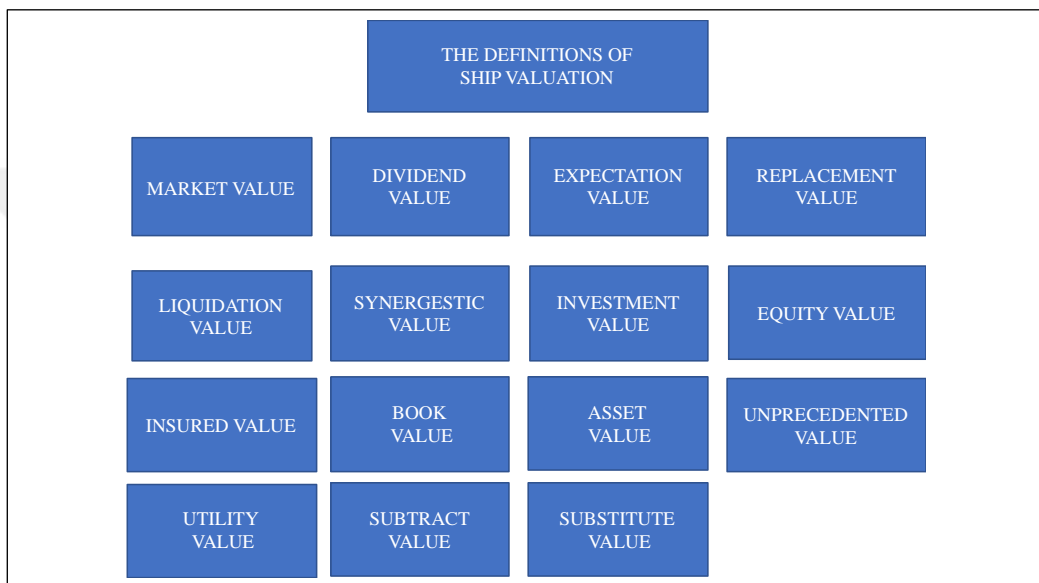 THE DEFINITIONS OF
SHIP VALUATION
MARKET VALUE
DIVIDEND
VALUE
EXPECTATION
VALUE
REPLACEMENT
VALUE
LIQUIDATION
VALUE
SYNERGESTIC
VALUE
INVESTMENT
VALUE
EQUITY VALUE
INSURED VALUE
BOOK
VALUE
ASSET
VALUE
UNPRECEDENTED
VALUE
UTILITY
VALUE
SUBTRACT
VALUE
SUBSTITUTE
VALUE